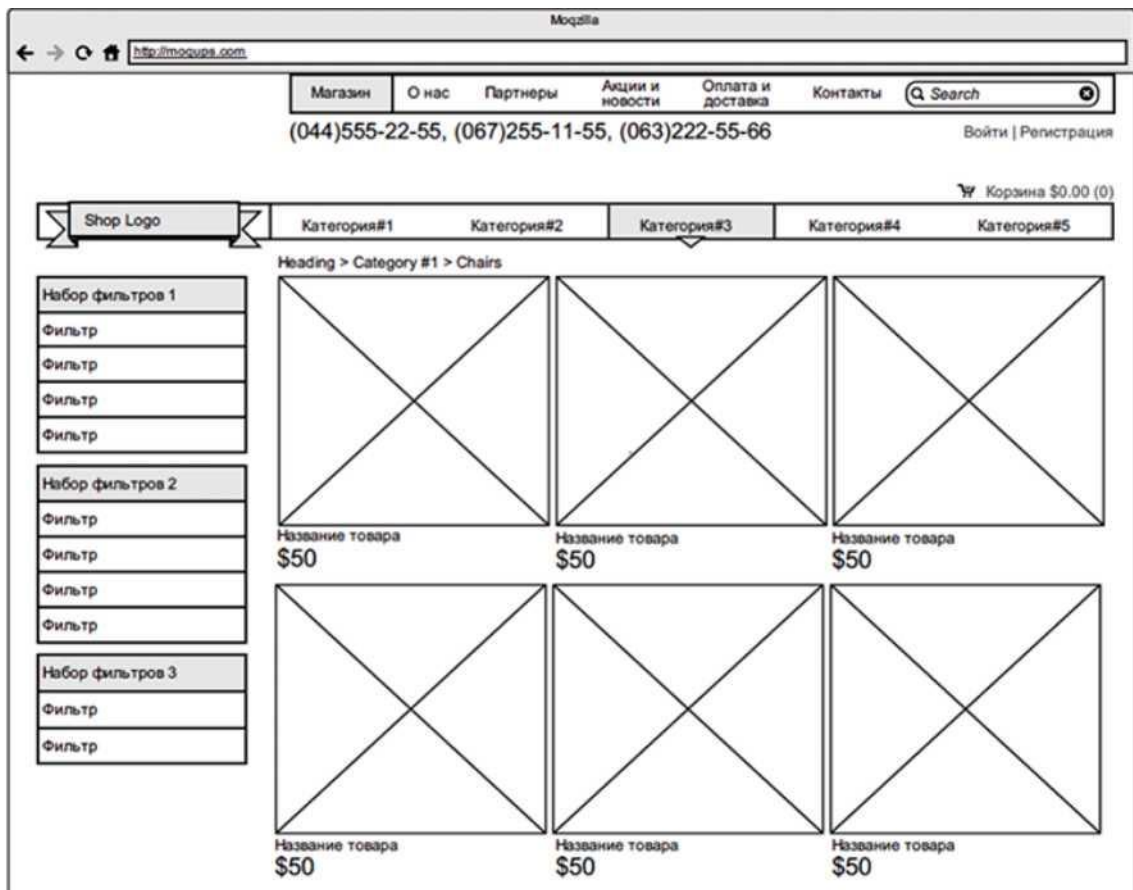 Moqzilla
http://moqups.com
Магазин О нас Партнеры Акции и новости Оплата и доставка Контакты Search
(044)555-22-55, (067)255-11-55, (063)222-55-66
Войти | Регистрация
Корзина $0.00 (0)
Shop Logo Категория#1 Категория#2 Категория#3 Категория#4 Категория#5
Heading > Category #1 > Chairs
Набор фильтров 1
Фильтр
Фильтр
Фильтр
Фильтр
Набор фильтров 2
Фильтр
Фильтр
Фильтр
Фильтр
Набор фильтров 3
Фильтр
Фильтр
Название товара Название товара Название товара
$50 $50 $50
Название товара Название товара Название товара
$50 $50 $50